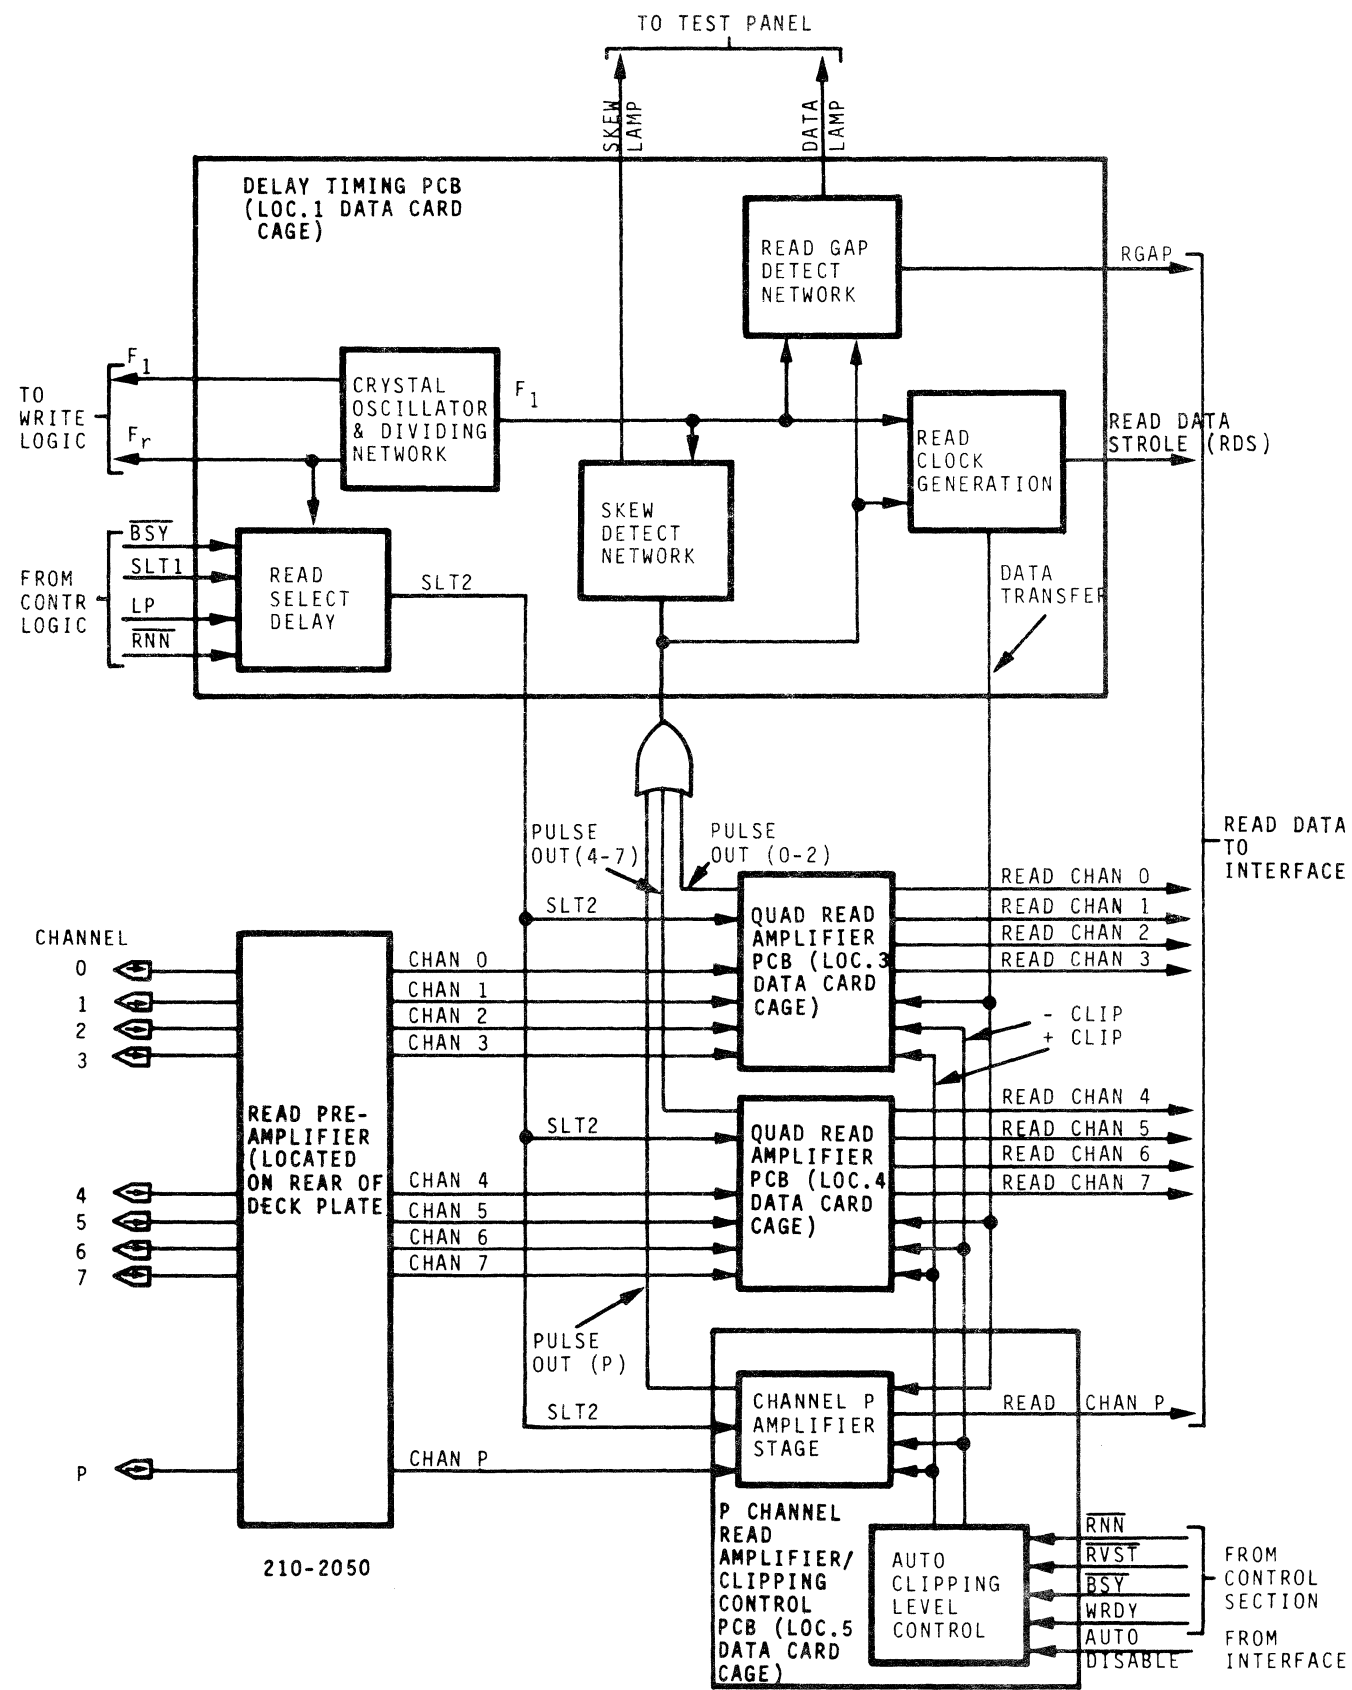 TO TEST PANEL
SKEW
LAMP
DATA
LAMP
DELAY TIMING PCB
(LOC.1 DATA CARD
CAGE)
READ GAP
DETECT
NETWORK
RGAP
F1
TO
WRITE
LOGIC
Fr
CRYSTAL
OSCILLATOR
& DIVIDING
NETWORK
F1
READ
CLOCK
GENERATION
READ DATA
STROLE (RDS)
SKEW
DETECT
NETWORK
FROM
CONTR
LOGIC
BSY
SLT1
LP
RNN
READ
SELECT
DELAY
SLT2
DATA
TRANSFER
PULSE
OUT(4-7)
PULSE
OUT (0-2)
READ DATA
TO
INTERFACE
SLT2
QUAD READ
AMPLIFIER
PCB (LOC.3
DATA CARD
CAGE)
READ CHAN 0
READ CHAN 1
READ CHAN 2
READ CHAN 3
CHANNEL
0
1
2
3
CHAN 0
CHAN 1
CHAN 2
CHAN 3
- CLIP
+ CLIP
READ PRE-
AMPLIFIER
(LOCATED
ON REAR OF
DECK PLATE
SLT2
QUAD READ
AMPLIFIER
PCB (LOC.4
DATA CARD
CAGE)
READ CHAN 4
READ CHAN 5
READ CHAN 6
READ CHAN 7
4
5
6
7
CHAN 4
CHAN 5
CHAN 6
CHAN 7
PULSE
OUT (P)
SLT2
CHANNEL P
AMPLIFIER
STAGE
READ CHAN P
P
CHAN P
210-2050
P CHANNEL
READ
AMPLIFIER/
CLIPPING
CONTROL
PCB (LOC.5
DATA CARD
CAGE)
AUTO
CLIPPING
LEVEL
CONTROL
RNN
RVST
BSY
WRDY
AUTO
DISABLE
FROM
CONTROL
SECTION
FROM
INTERFACE